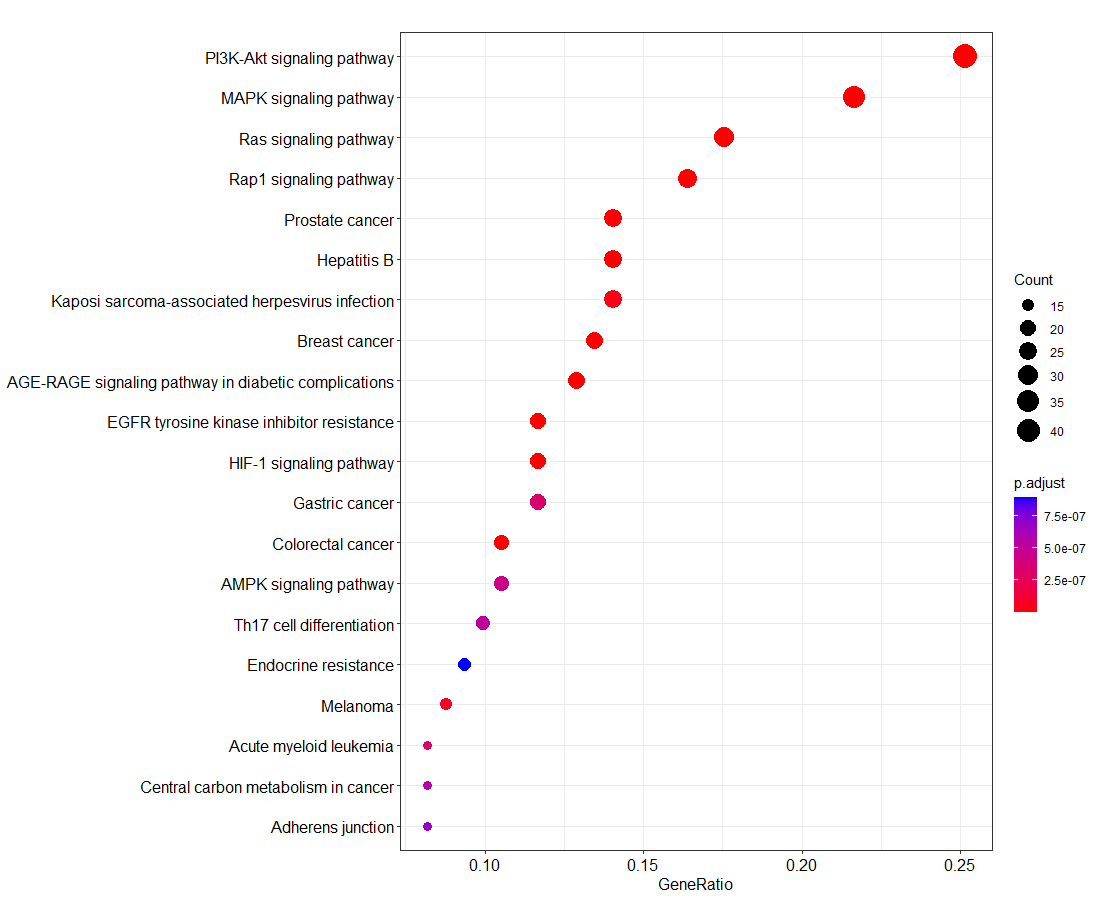 PI3K-Akt signaling pathway
MAPK signaling pathway
Ras signaling pathway
Rap1 signaling pathway
Prostate cancer
Hepatitis B
Kaposi sarcoma-associated herpesvirus infection
Breast cancer
AGE-RAGE signaling pathway in diabetic complications
EGFR tyrosine kinase inhibitor resistance
HIF-1 signaling pathway
Gastric cancer
Colorectal cancer
AMPK signaling pathway
Th17 cell differentiation
Endocrine resistance
Melanoma
Acute myeloid leukemia
Central carbon metabolism in cancer
Adherens junction
0.10 0.15 0.20 0.25
GeneRatio
Count
15
20
25
30
35
40
p.adjust
7.5e-07
5.0e-07
2.5e-07